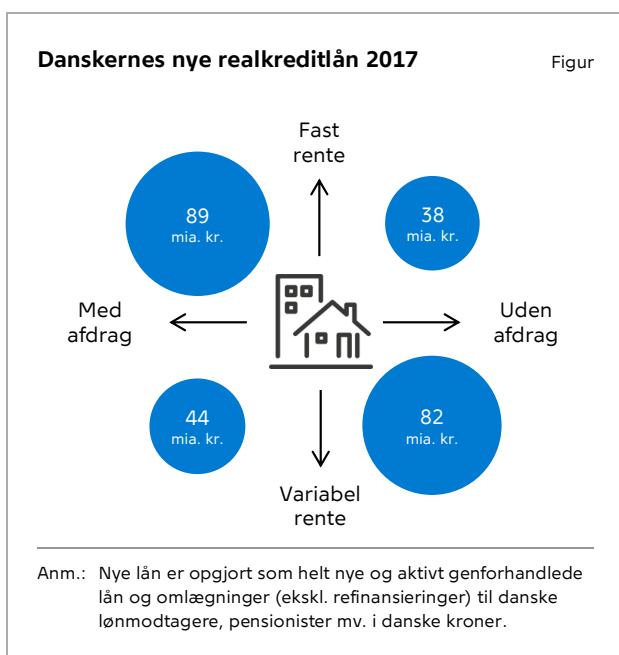 Danskernes nye realkreditlån 2017
Figur
Fast
rente
89
mia. kr.
38
mia. kr.
Med
afdrag
Uden
afdrag
44
mia. kr.
82
mia. kr.
Variabel
rente
Anm.: Nye lån er opgjort som helt nye og aktivt genforhandlede
lån og omlægninger (ekskl. refinansieringer) til danske
lønmodtagere, pensionister mv. i danske kroner.